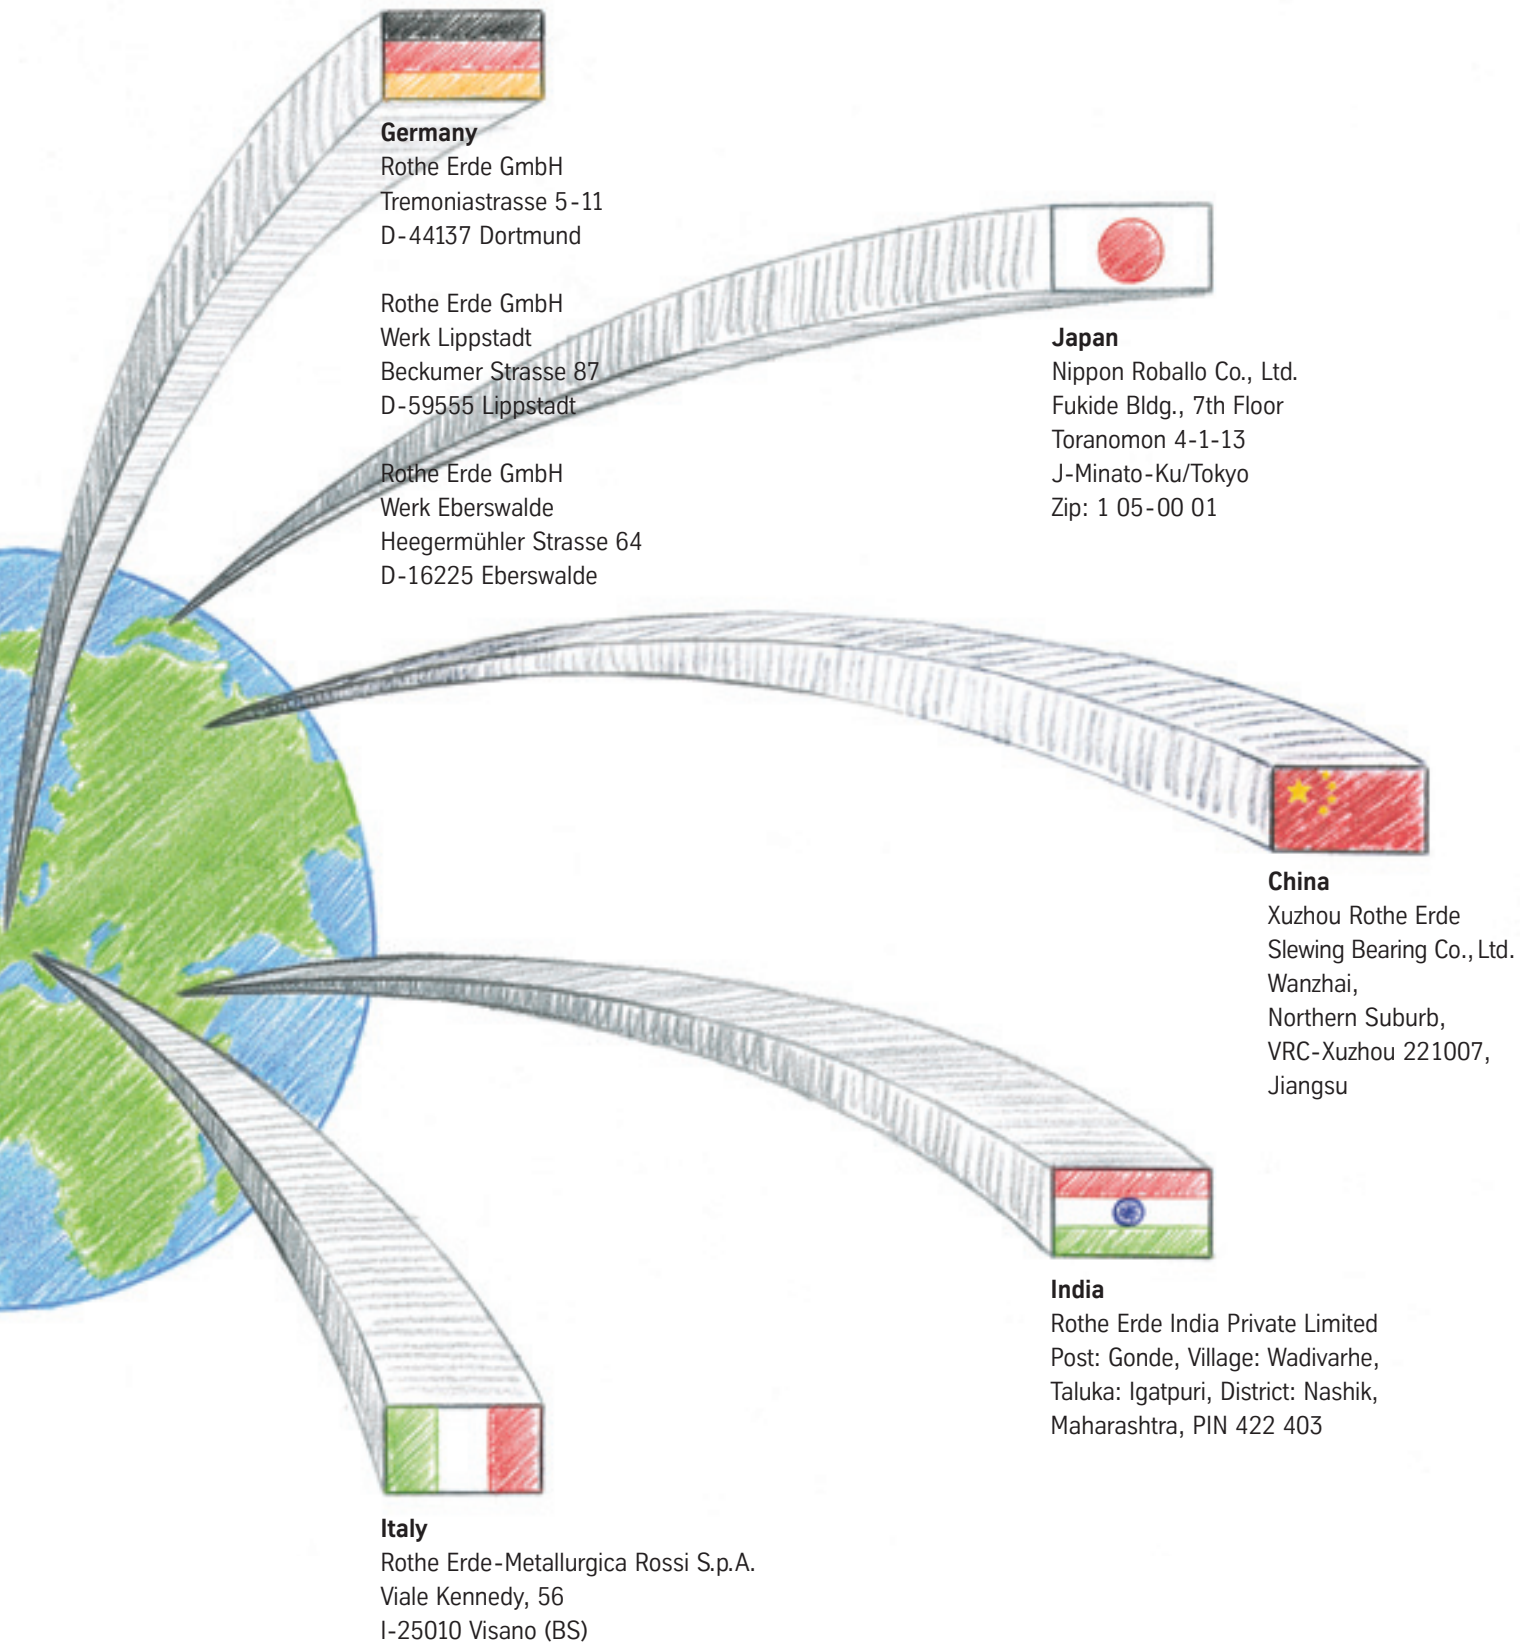 Germany
Rothe Erde GmbH
Tremoniastrasse 5-11
D-44137 Dortmund
Rothe Erde GmbH
Werk Lippstadt
Beckumer Strasse 87
D-59555 Lippstadt
Rothe Erde GmbH
Werk Eberswalde
Heegermühler Strasse 64
D-16225 Eberswalde
Japan
Nippon Roballo Co., Ltd.
Fukide Bldg., 7th Floor
Toranomon 4-1-13
J-Minato-Ku/Tokyo
Zip: 1 05-00 01
China
Xuzhou Rothe Erde
Slewing Bearing Co., Ltd.
Wanzhai,
Northern Suburb,
VRC-Xuzhou 221007,
Jiangsu
India
Rothe Erde India Private Limited
Post: Gonde, Village: Wadivarhe,
Taluka: Igatpuri, District: Nashik,
Maharashtra, PIN 422 403
Italy
Rothe Erde-Metallurgica Rossi S.p.A.
Viale Kennedy, 56
I-25010 Visano (BS)